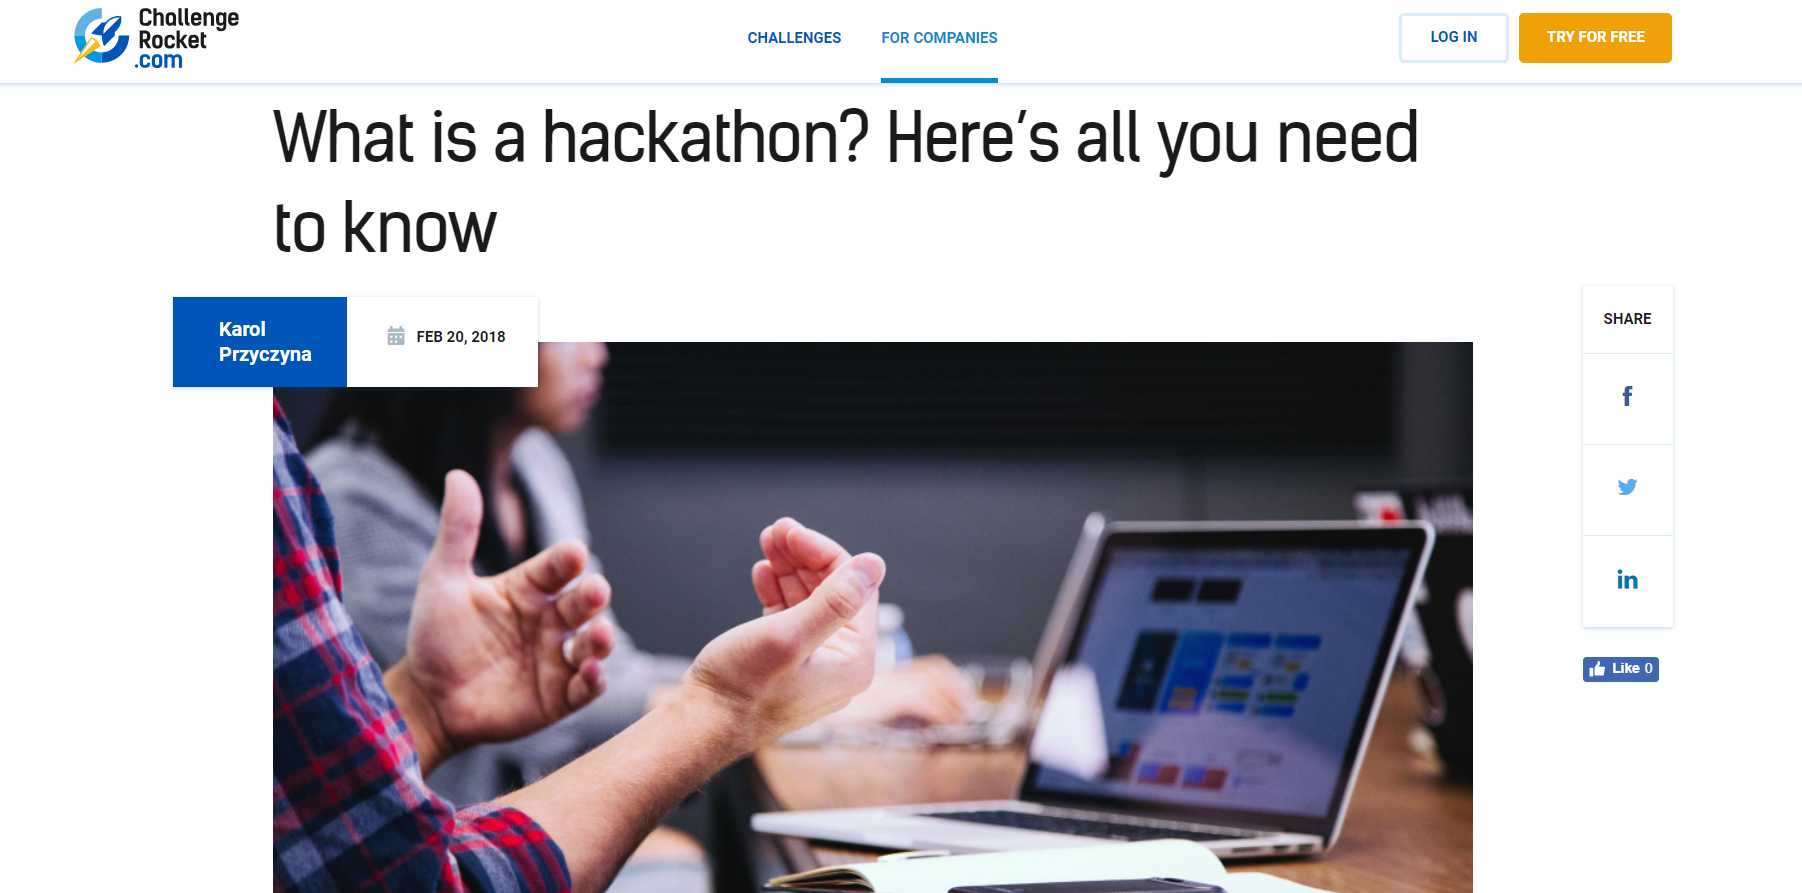 Challenge
Rocket
.com
CHALLENGES
FOR COMPANIES
LOG IN
TRY FOR FREE
What is a hackathon? Here’s all you need
to know
Karol
Przyczyna
FEB 20, 2018
SHARE
Like 0